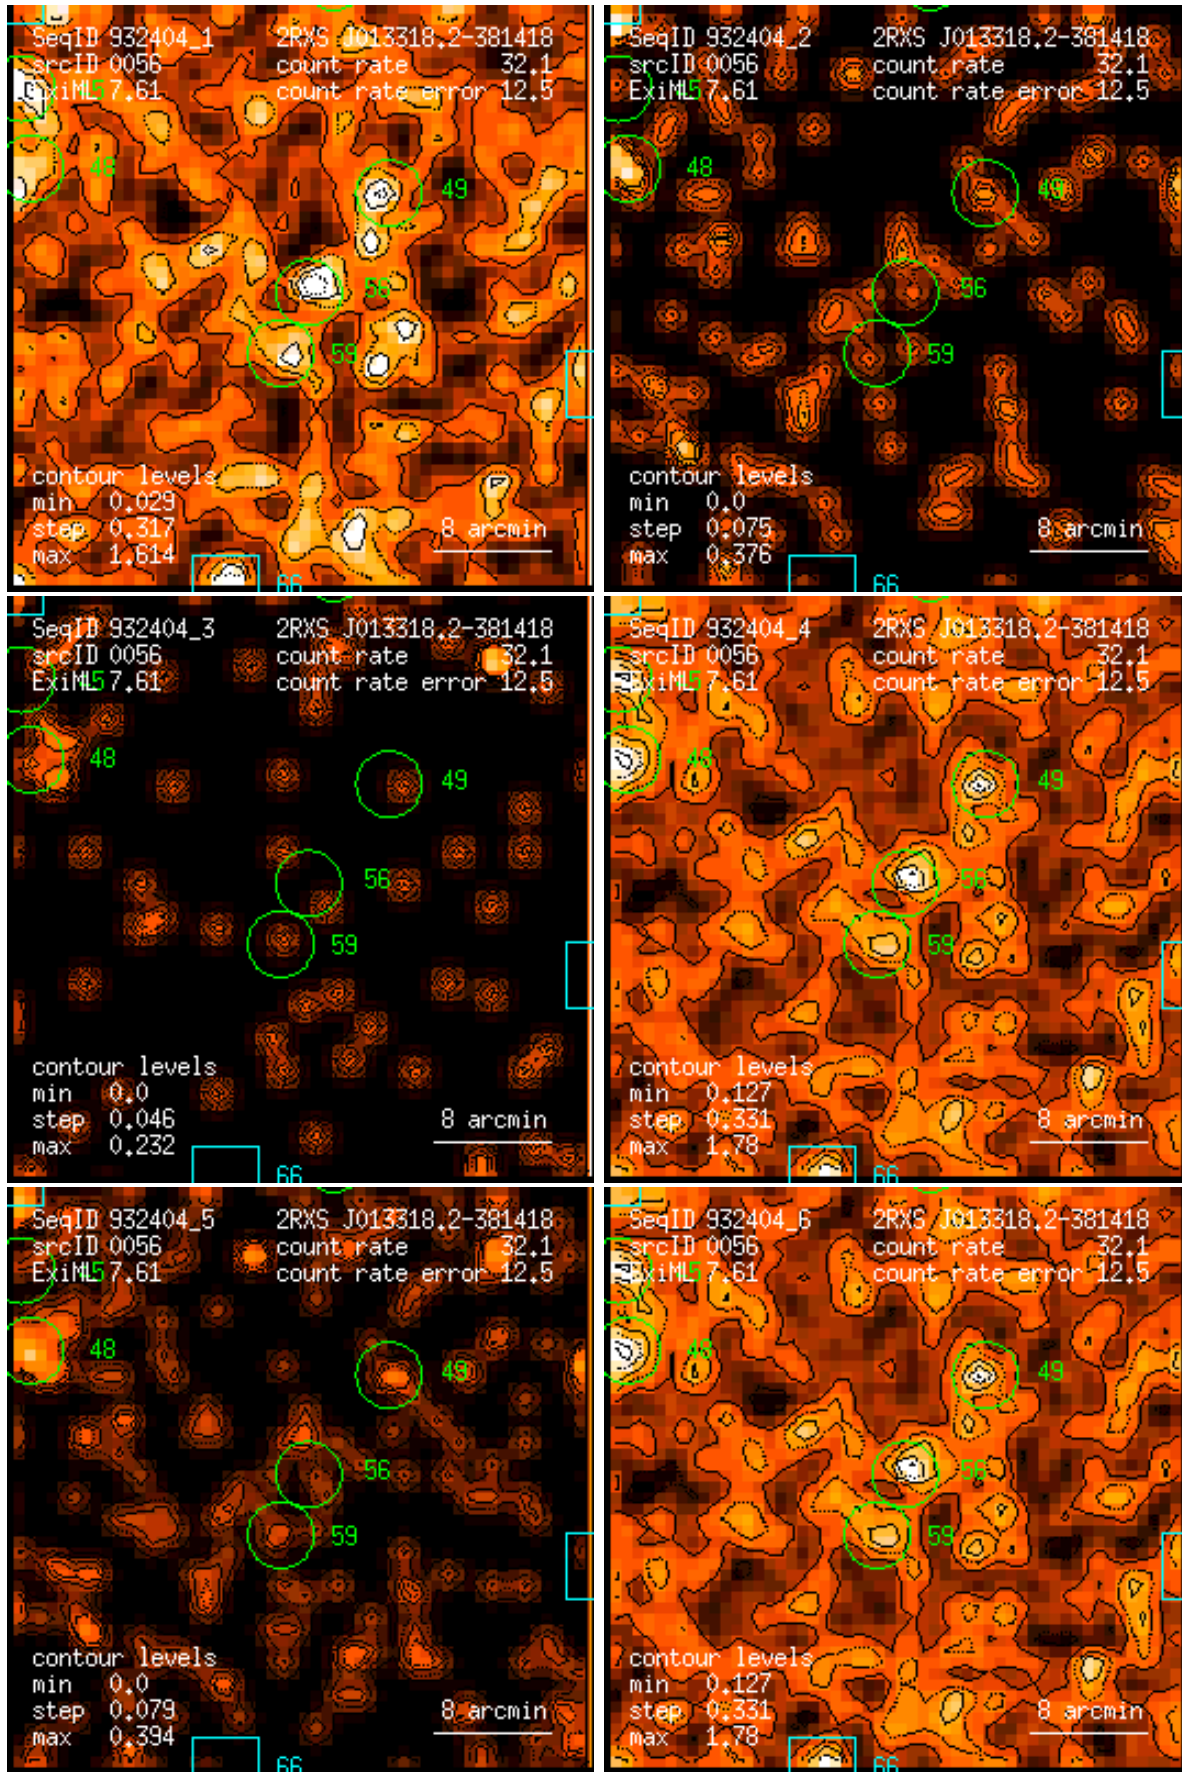 SeqID 932404_1 2RXS J013318.2-381418
srcID 0056 count rate 32.1
ExiML 7.61 count rate error 12.5
48
49
56
59
contour levels
min 0.029
step 0.317
max 1.614
8 arcmin
66
SeqID 932404_2 2RXS J013318.2-381418
srcID 0056 count rate 32.1
ExiML 7.61 count rate error 12.5
48
49
56
59
contour levels
min 0.0
step 0.075
max 0.376
8 arcmin
66
SeqID 932404_3 2RXS J013318.2-381418
srcID 0056 count rate 32.1
ExiML 7.61 count rate error 12.5
48
49
56
59
contour levels
min 0.0
step 0.046
max 0.232
8 arcmin
66
SeqID 932404_4 2RXS J013318.2-381418
srcID 0056 count rate 32.1
ExiML 7.61 count rate error 12.5
48
49
56
59
contour levels
min 0.127
step 0.331
max 1.78
8 arcmin
66
SeqID 932404_5 2RXS J013318.2-381418
srcID 0056 count rate 32.1
ExiML 7.61 count rate error 12.5
48
49
56
59
contour levels
min 0.0
step 0.079
max 0.394
8 arcmin
66
SeqID 932404_6 2RXS J013318.2-381418
srcID 0056 count rate 32.1
ExiML 7.61 count rate error 12.5
48
49
56
59
contour levels
min 0.127
step 0.331
max 1.78
8 arcmin
66